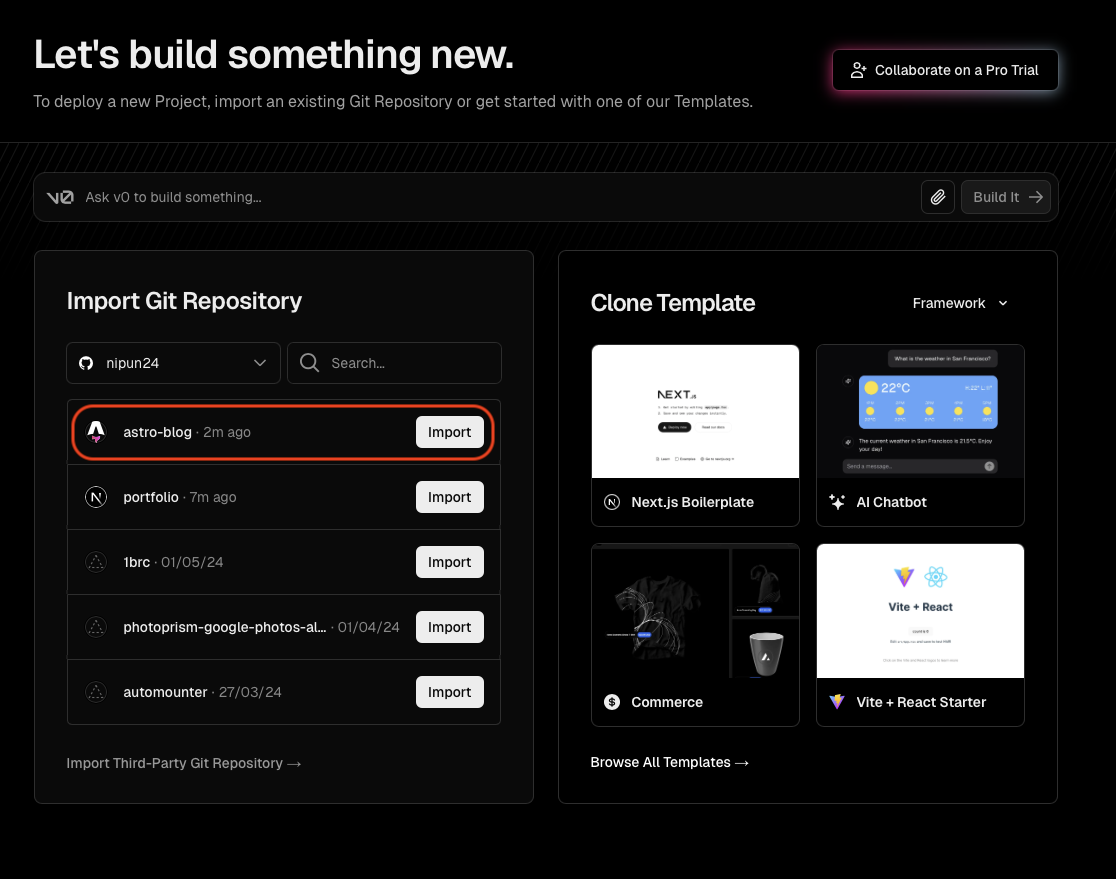 Let's build something new.
To deploy a new Project, import an existing Git Repository or get started with one of our Templates.
Collaborate on a Pro Trial
v0 Ask v0 to build something...
Build It →
Import Git Repository
nipun24
Search...
astro-blog · 2m ago
Import
portfolio · 7m ago
Import
1brc · 01/05/24
Import
photoprism-google-photos-al... · 01/04/24
Import
automounter · 27/03/24
Import
Import Third-Party Git Repository →
Clone Template
Framework
NEXT.JS
Next.js Boilerplate
What is the weather in San Francisco?
22°C
The current weather in San Francisco is 21.5°C. Enjoy
your day!
Send a message...
AI Chatbot
Commerce
Vite + React
Vite + React Starter
Browse All Templates →